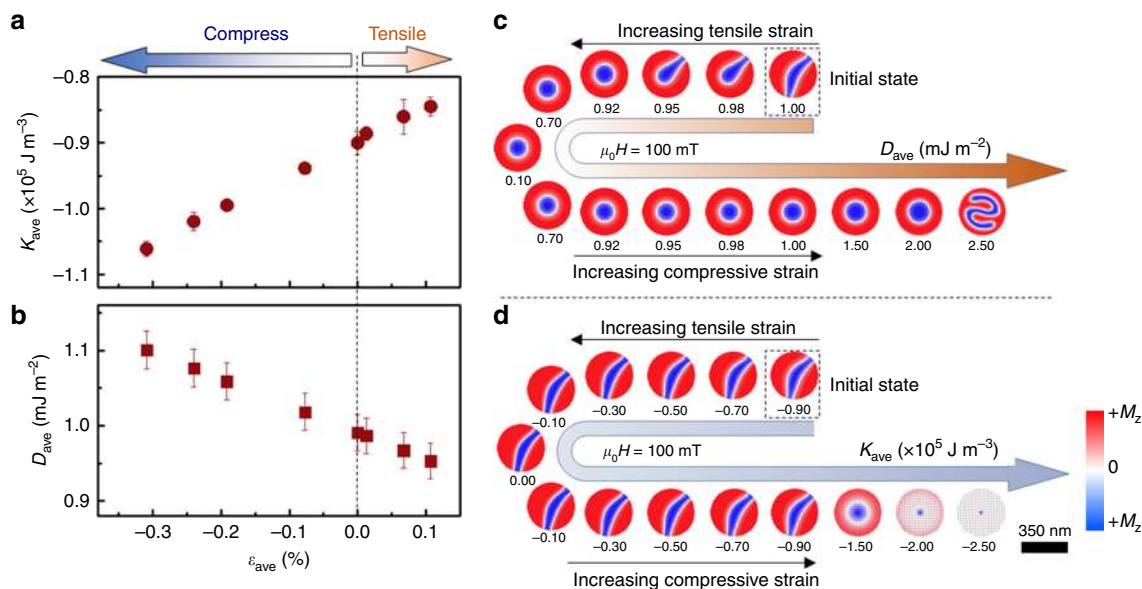 a
Compress
Tensile
−0.8
−0.9
−1.0
−1.1
K_ave (×10⁵ J m⁻³)
b
1.1
1.0
0.9
D_ave (mJ m⁻²)
−0.3 −0.2 −0.1 0.0 0.1
ε_ave (%)
c
Increasing tensile strain
Initial state
0.70 0.92 0.95 0.98 1.00
0.10
μ₀H = 100 mT
D_ave (mJ m⁻²)
0.70 0.92 0.95 0.98 1.00 1.50 2.00 2.50
Increasing compressive strain
d
Increasing tensile strain
Initial state
−0.10 −0.30 −0.50 −0.70 −0.90
0.00
μ₀H = 100 mT
K_ave (×10⁵ J m⁻³)
−0.10 −0.30 −0.50 −0.70 −0.90 −1.50 −2.00 −2.50
Increasing compressive strain
+M_z
0
+M_z
350 nm